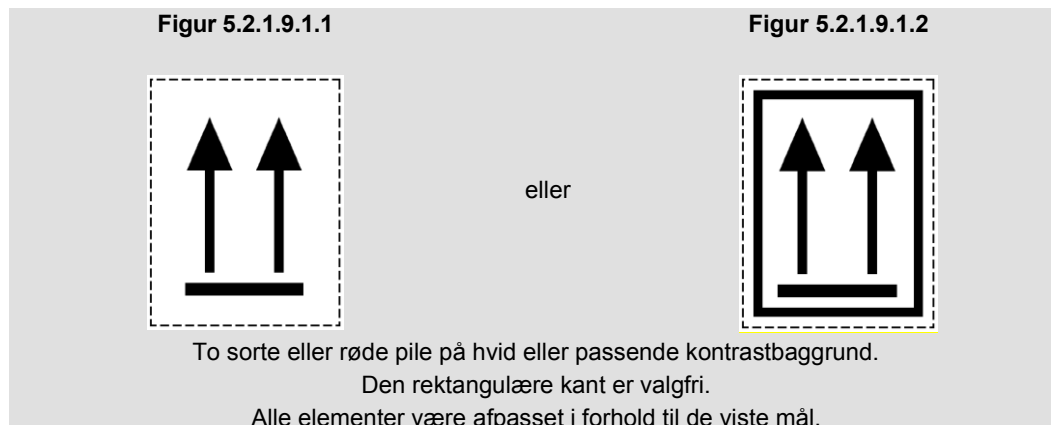 Figur 5.2.1.9.1.1 Figur 5.2.1.9.1.2
eller
To sorte eller røde pile på hvid eller passende kontrastbaggrund.
Den rektangulære kant er valgfri.
Alle elementer være afpasset i forhold til de viste mål.